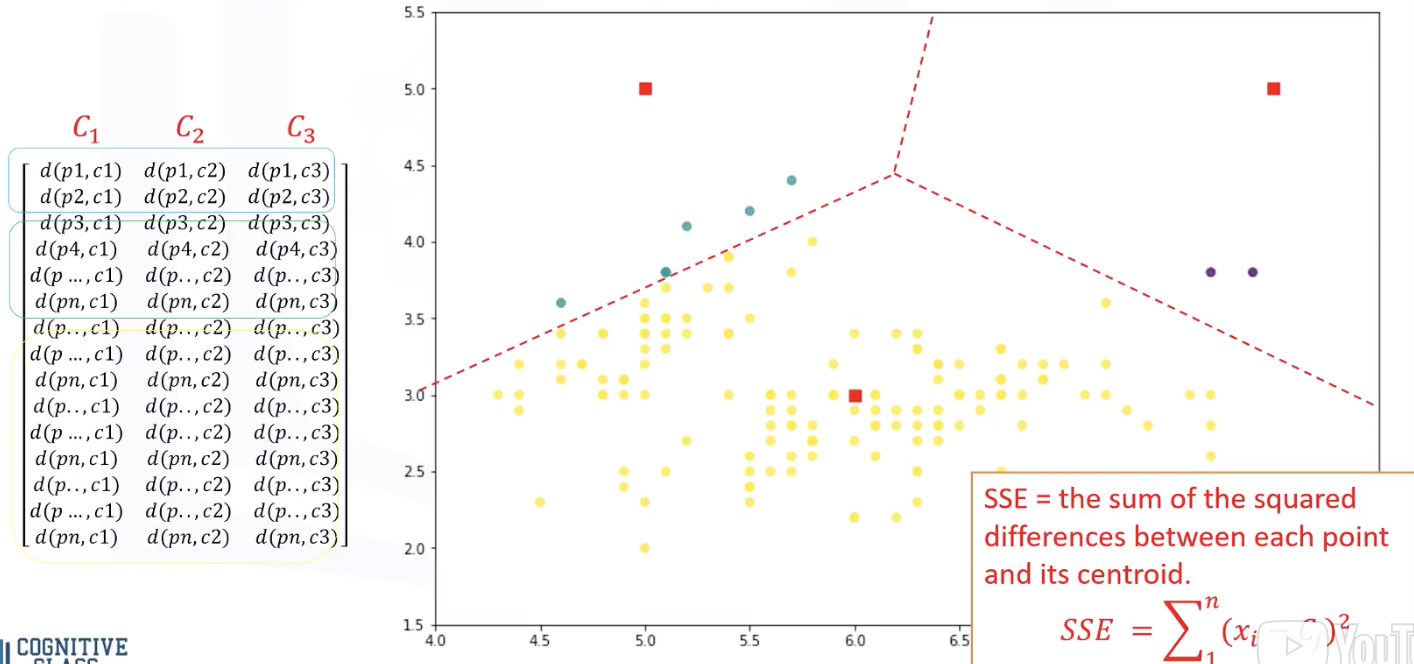 C1 C2 C3
d(p1,c1) d(p1,c2) d(p1,c3)
d(p2,c1) d(p2,c2) d(p2,c3)
d(p3,c1) d(p3,c2) d(p3,c3)
d(p4,c1) d(p4,c2) d(p4,c3)
d(p ...,c1) d(p..,c2) d(p..,c3)
d(pn,c1) d(pn,c2) d(pn,c3)
d(p..,c1) d(p..,c2) d(p..,c3)
d(p ...,c1) d(p..,c2) d(p..,c3)
d(pn,c1) d(pn,c2) d(pn,c3)
d(p..,c1) d(p..,c2) d(p..,c3)
d(p ...,c1) d(p..,c2) d(p..,c3)
d(pn,c1) d(pn,c2) d(pn,c3)
d(p..,c1) d(p..,c2) d(p..,c3)
d(p ...,c1) d(p..,c2) d(p..,c3)
d(pn,c1) d(pn,c2) d(pn,c3)
COGNITIVE
CLASS
5.5
5.0
4.5
4.0
3.5
3.0
2.5
2.0
1.5
4.0 4.5 5.0 5.5 6.0 6.5
SSE = the sum of the squared
differences between each point
and its centroid.
SSE = ∑₁ⁿ (xᵢ − Cⱼ)²